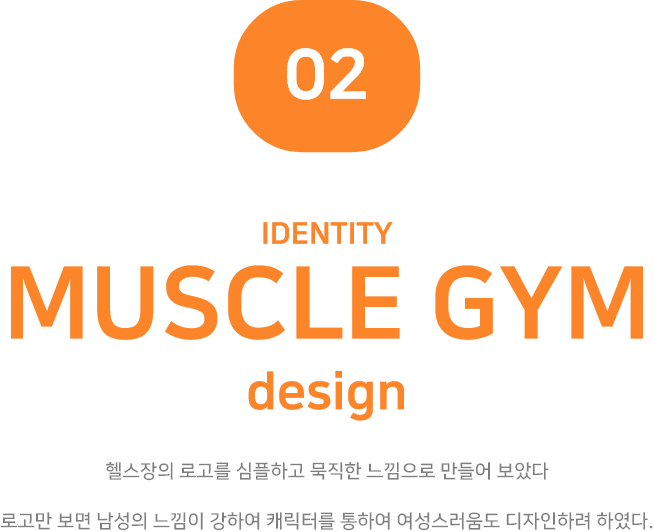 02
IDENTITY
MUSCLE GYM
design
헬스장의 로고를 심플하고 묵직한 느낌으로 만들어 보았다
로고만 보면 남성의 느낌이 강하여 캐릭터를 통하여 여성스러움도 디자인하려 하였다.